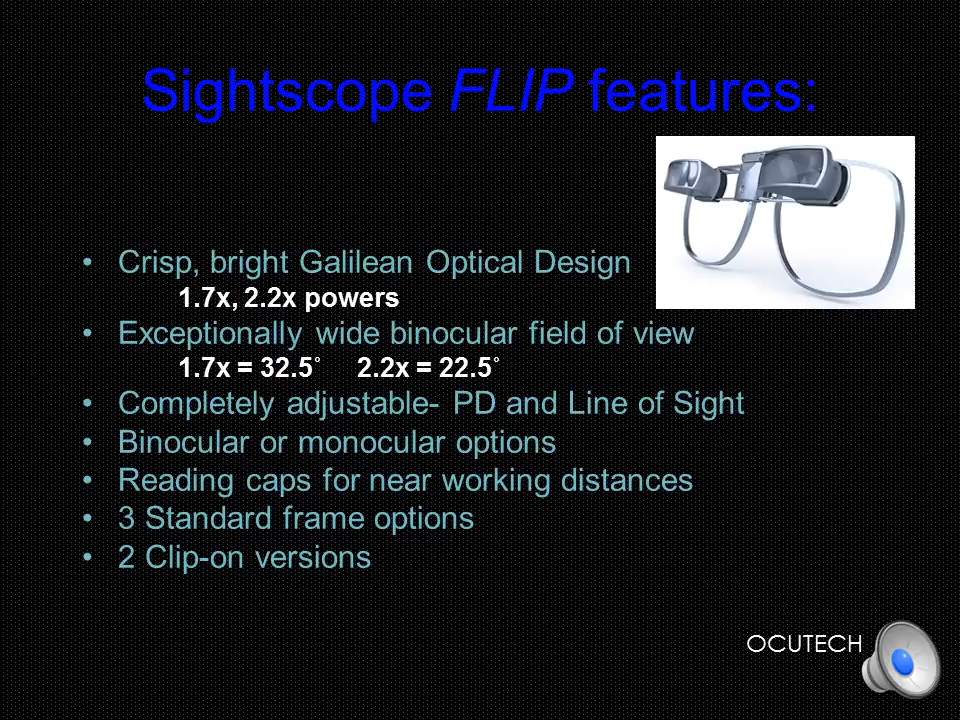 Sightscope FLIP features:
• Crisp, bright Galilean Optical Design
1.7x, 2.2x powers
• Exceptionally wide binocular field of view
1.7x = 32.5˚ 2.2x = 22.5˚
• Completely adjustable- PD and Line of Sight
• Binocular or monocular options
• Reading caps for near working distances
• 3 Standard frame options
• 2 Clip-on versions
OCUTECH